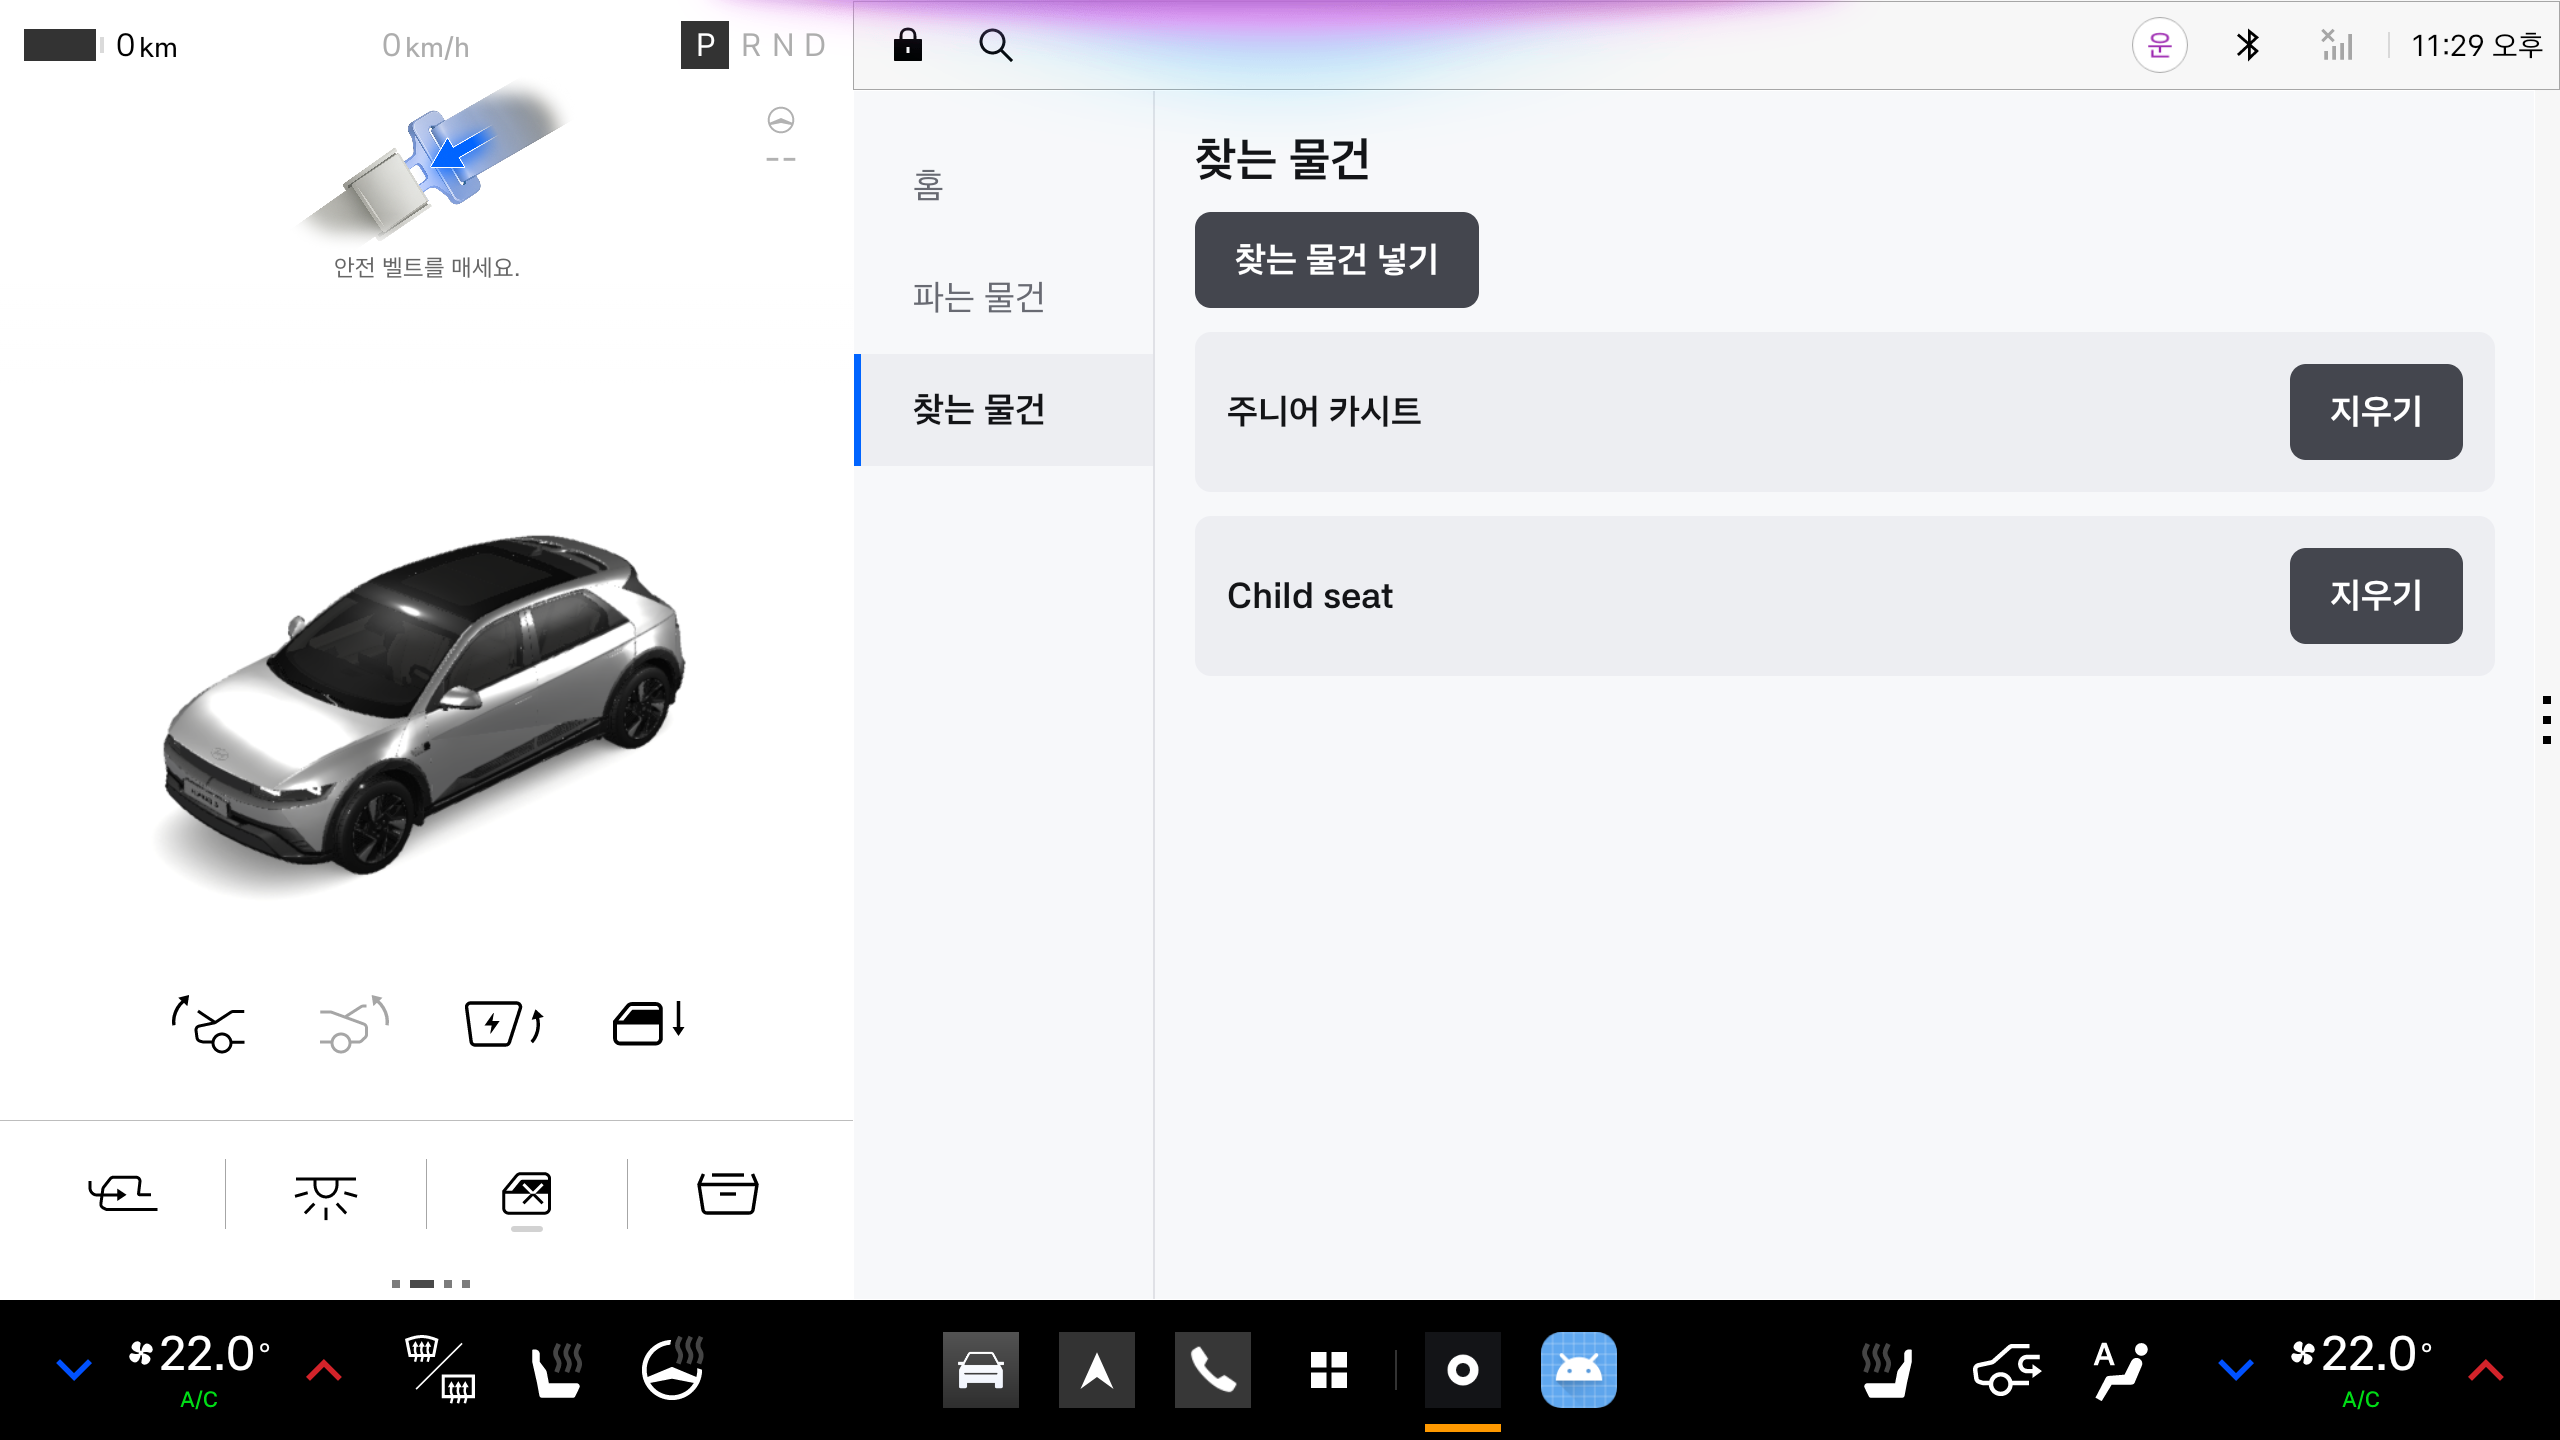 0 km
0 km/h
P R N D
안전 벨트를 매세요.
운
11:29 오후
홈
파는 물건
찾는 물건
찾는 물건
찾는 물건 넣기
주니어 카시트
지우기
Child seat
지우기
22.0°
A/C
A
22.0°
A/C